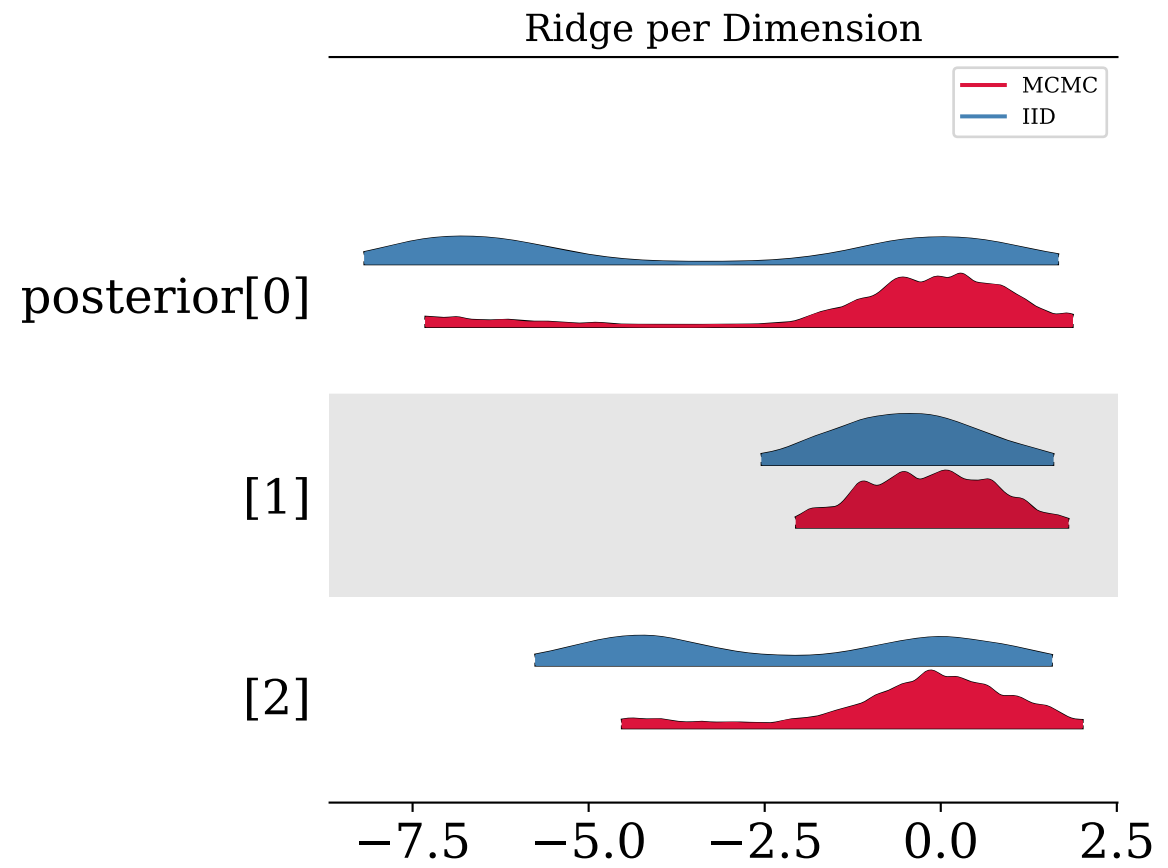 Ridge per Dimension
MCMC
IID
posterior[0]
[1]
[2]
−7.5 −5.0 −2.5 0.0 2.5